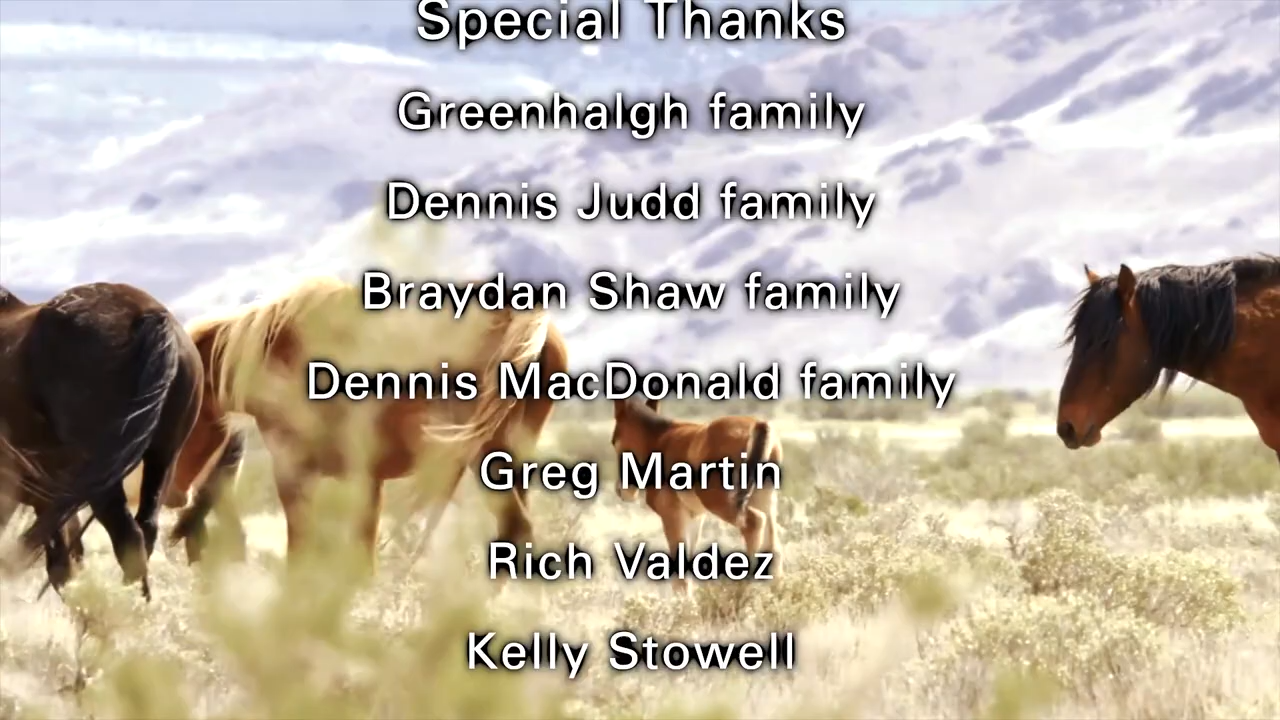 Special Thanks
Greenhalgh family
Dennis Judd family
Braydan Shaw family
Dennis MacDonald family
Greg Martin
Rich Valdez
Kelly Stowell